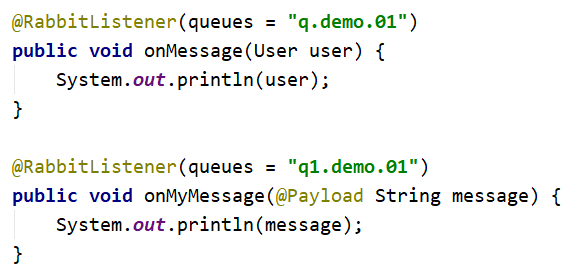 @RabbitListener(queues = "q.demo.01")
public void onMessage(User user) {
    System.out.println(user);
}
@RabbitListener(queues = "q1.demo.01")
public void onMyMessage(@Payload String message) {
    System.out.println(message);
}